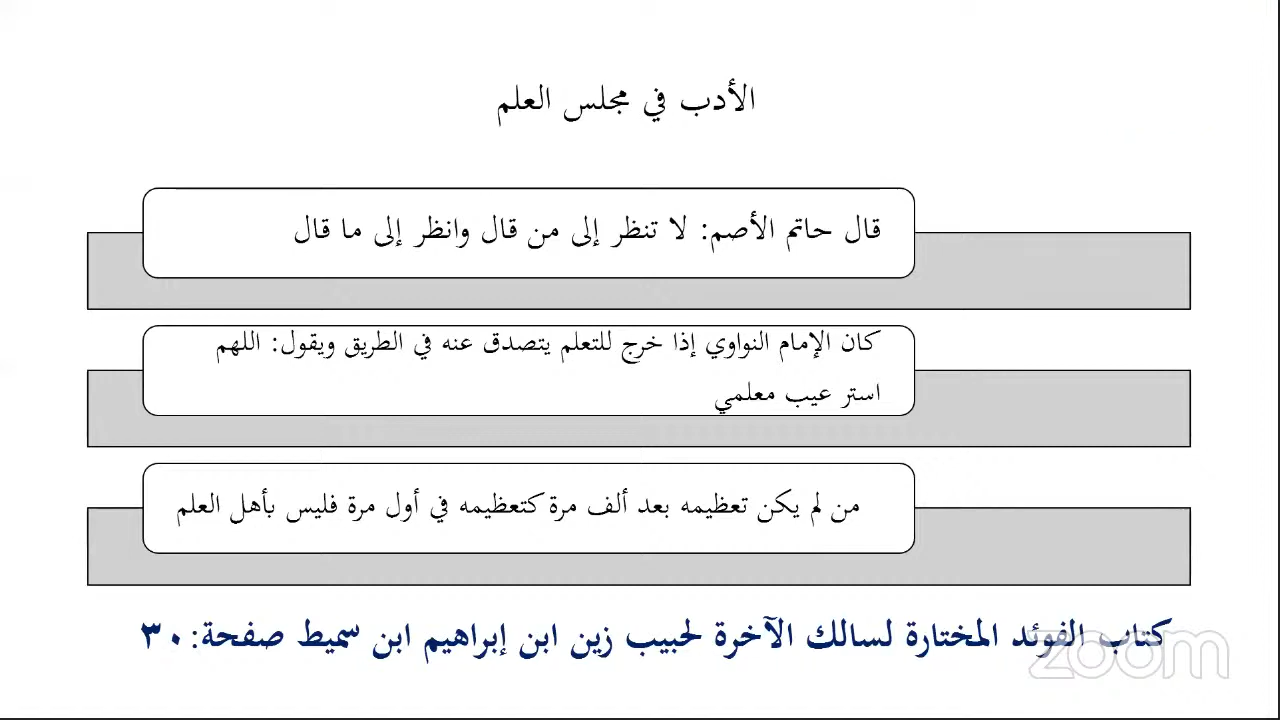 الأدب في مجلس العلم
قال حاتم الأصم: لا تنظر إلى من قال وانظر إلى ما قال
كان الإمام النواوي إذا خرج للتعلم يتصدق عنه في الطريق ويقول: اللهم
استر عيب معلمي
من لم يكن تعظيمه بعد ألف مرة كتعظيمه في أول مرة فليس بأهل العلم
كتاب الفوئد المختارة لسالك الآخرة لحبيب زين ابن إبراهيم ابن سميط صفحة:٣٠
zoom